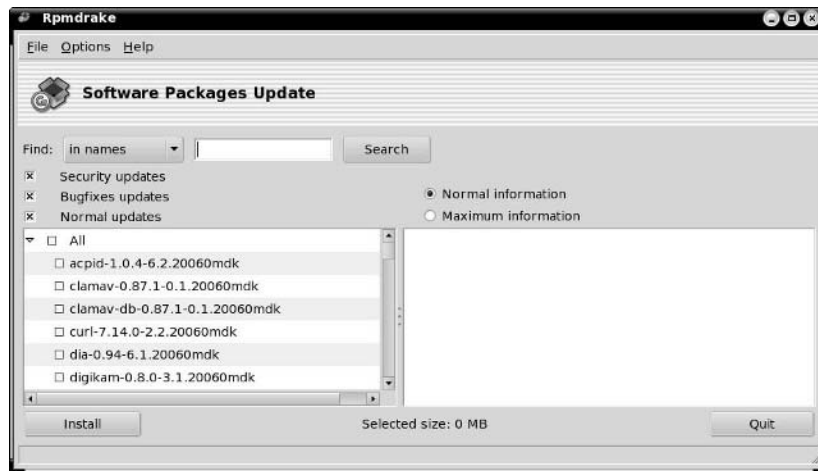 Rpmdrake
File Options Help
Software Packages Update
Find: in names Search
Security updates
Bugfixes updates
Normal updates
Normal information
Maximum information
All
acpid-1.0.4-6.2.20060mdk
clamav-0.87.1-0.1.20060mdk
clamav-db-0.87.1-0.1.20060mdk
curl-7.14.0-2.2.20060mdk
dia-0.94-6.1.20060mdk
digikam-0.8.0-3.1.20060mdk
Install Selected size: 0 MB Quit